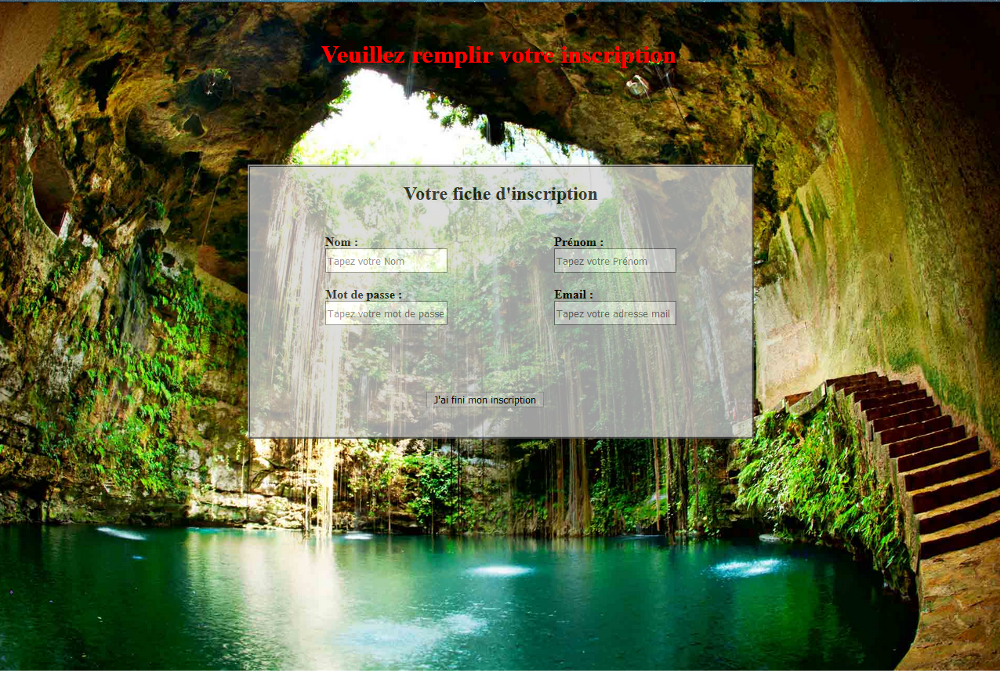 Veuillez remplir votre inscription
Votre fiche d'inscription
Nom :
Prénom :
Tapez votre Nom
Tapez votre Prénom
Mot de passe :
Email :
Tapez votre mot de passe
Tapez votre adresse mail
J'ai fini mon inscription